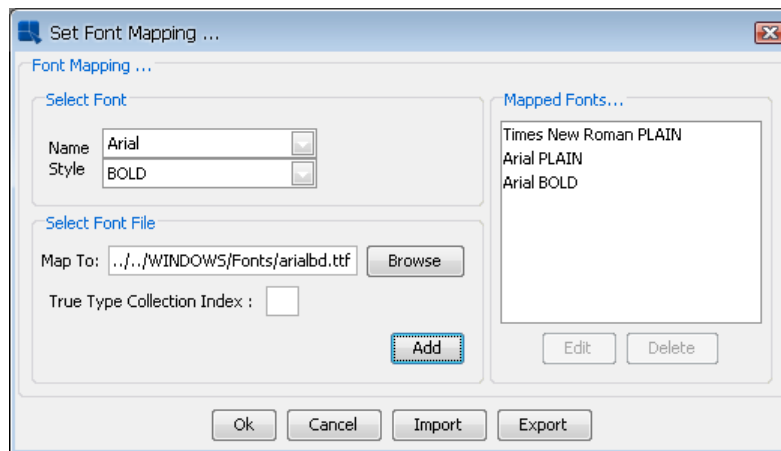 Set Font Mapping ...
Font Mapping ...
Select Font
Name Arial
Style BOLD
Select Font File
Map To: ../../WINDOWS/Fonts/arialbd.ttf Browse
True Type Collection Index :
Add
Mapped Fonts...
Times New Roman PLAIN
Arial PLAIN
Arial BOLD
Edit Delete
Ok Cancel Import Export